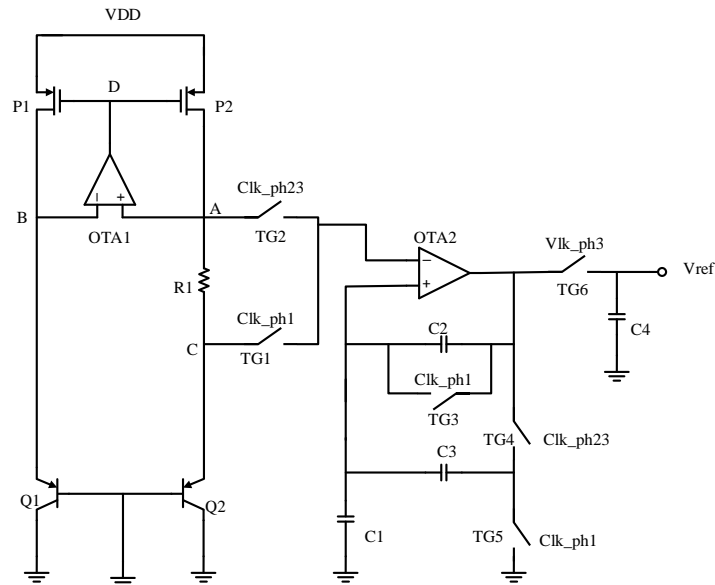 VDD
D
P1
P2
− +
B
A
OTA1
Clk_ph23
TG2
R1
C
Clk_ph1
TG1
OTA2
−
+
Vlk_ph3
TG6
Vref
C4
C2
Clk_ph1
TG3
TG4
Clk_ph23
C3
C1
TG5
Clk_ph1
Q1
Q2